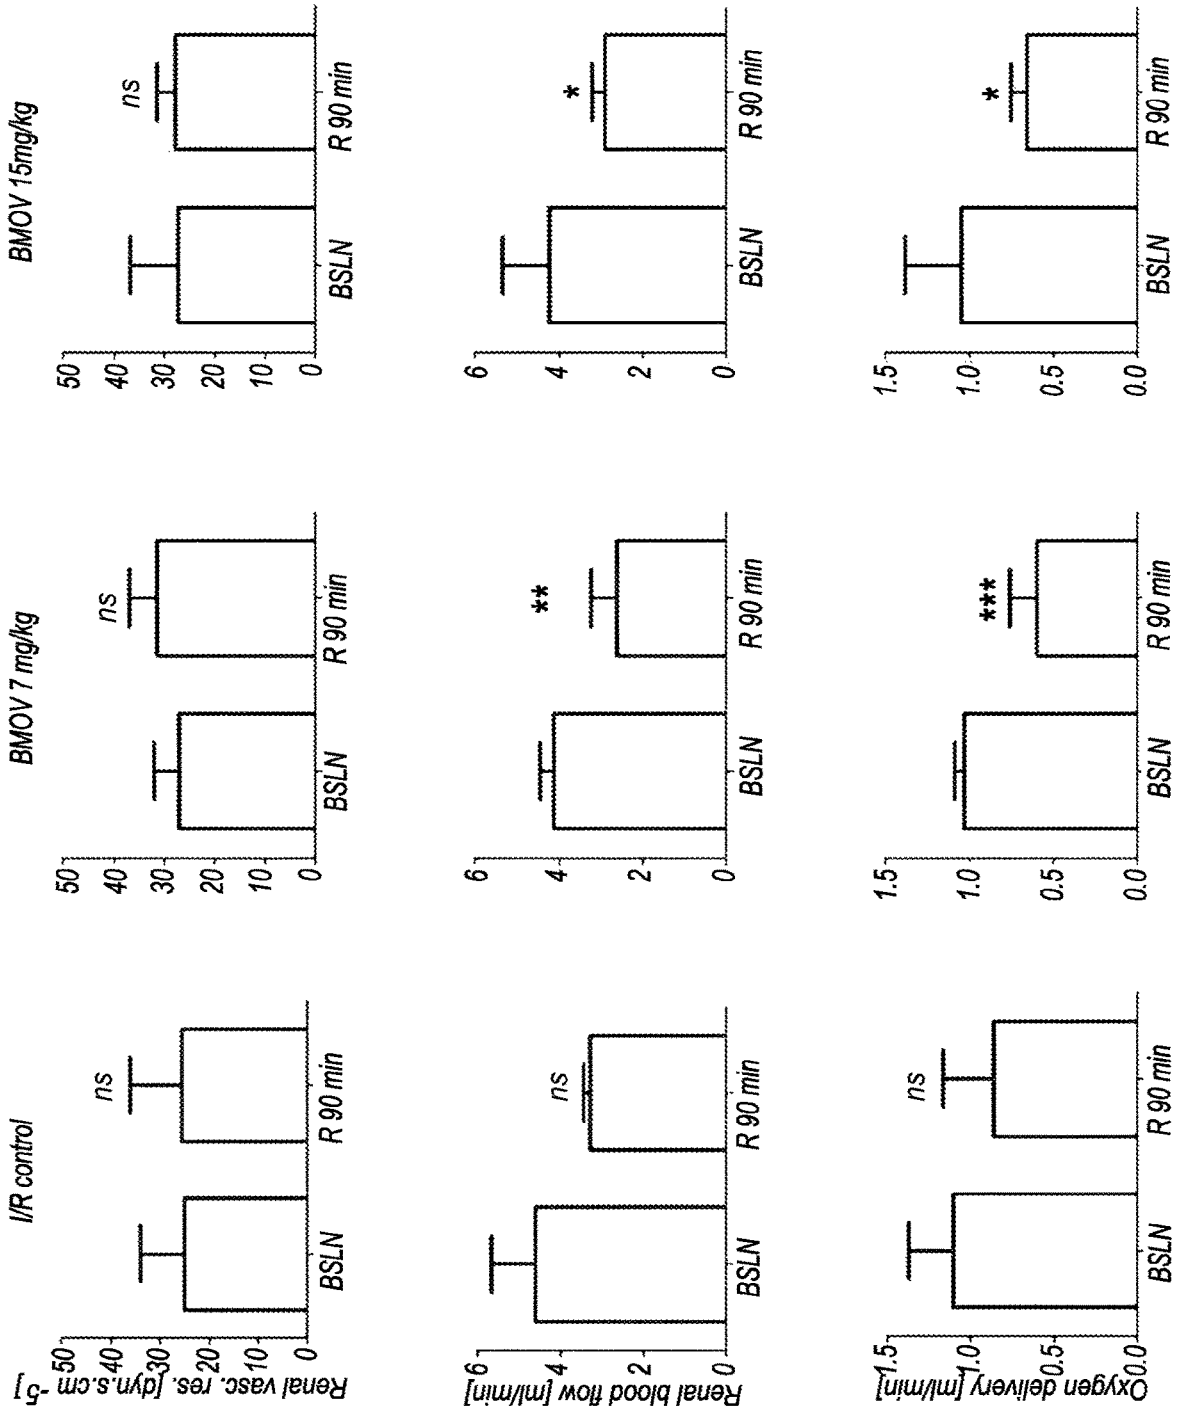 I/R control
BMOV 7 mg/kg
BMOV 15mg/kg
Renal vasc. res. [dyn.s.cm -5]
50
40
30
20
10
0
ns
BSLN
R 90 min
50
40
30
20
10
0
ns
BSLN
R 90 min
50
40
30
20
10
0
ns
BSLN
R 90 min
Renal blood flow [ml/min]
6
4
2
0
ns
BSLN
R 90 min
6
4
2
0
**
BSLN
R 90 min
6
4
2
0
*
BSLN
R 90 min
Oxygen delivery [ml/min]
1.5
1.0
0.5
0.0
ns
BSLN
R 90 min
1.5
1.0
0.5
0.0
***
BSLN
R 90 min
1.5
1.0
0.5
0.0
*
BSLN
R 90 min